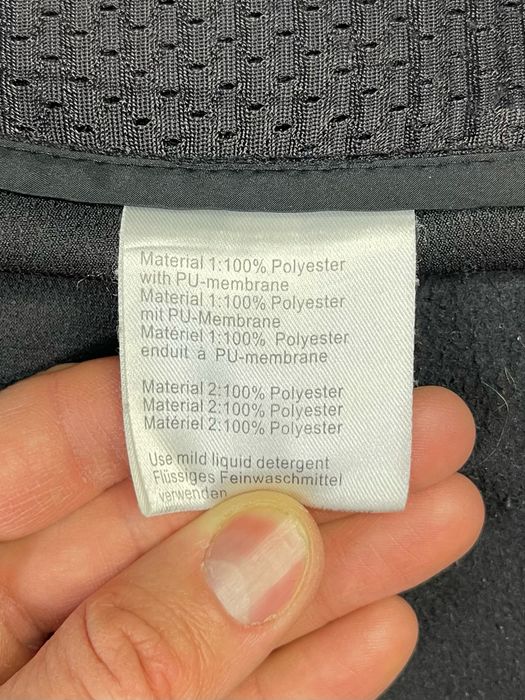 Material 1:100% Polyester
with PU-membrane
Material 1:100% Polyester
mit PU-Membrane
Matériel 1:100% Polyester
enduit à PU-membrane
Material 2:100% Polyester
Material 2:100% Polyester
Matériel 2:100% Polyester
Use mild liquid detergent
Flüssiges Feinwaschmittel
verwenden